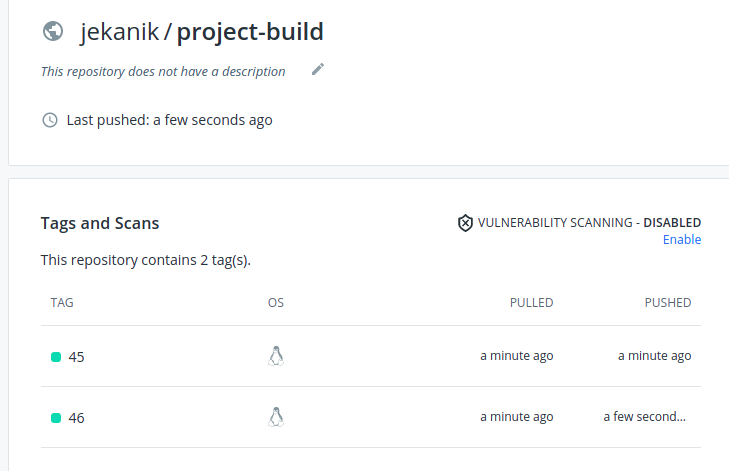 jekanik / project-build
This repository does not have a description
Last pushed: a few seconds ago
Tags and Scans
VULNERABILITY SCANNING - DISABLED
Enable
This repository contains 2 tag(s).
TAG OS PULLED PUSHED
45 a minute ago a minute ago
46 a minute ago a few second...